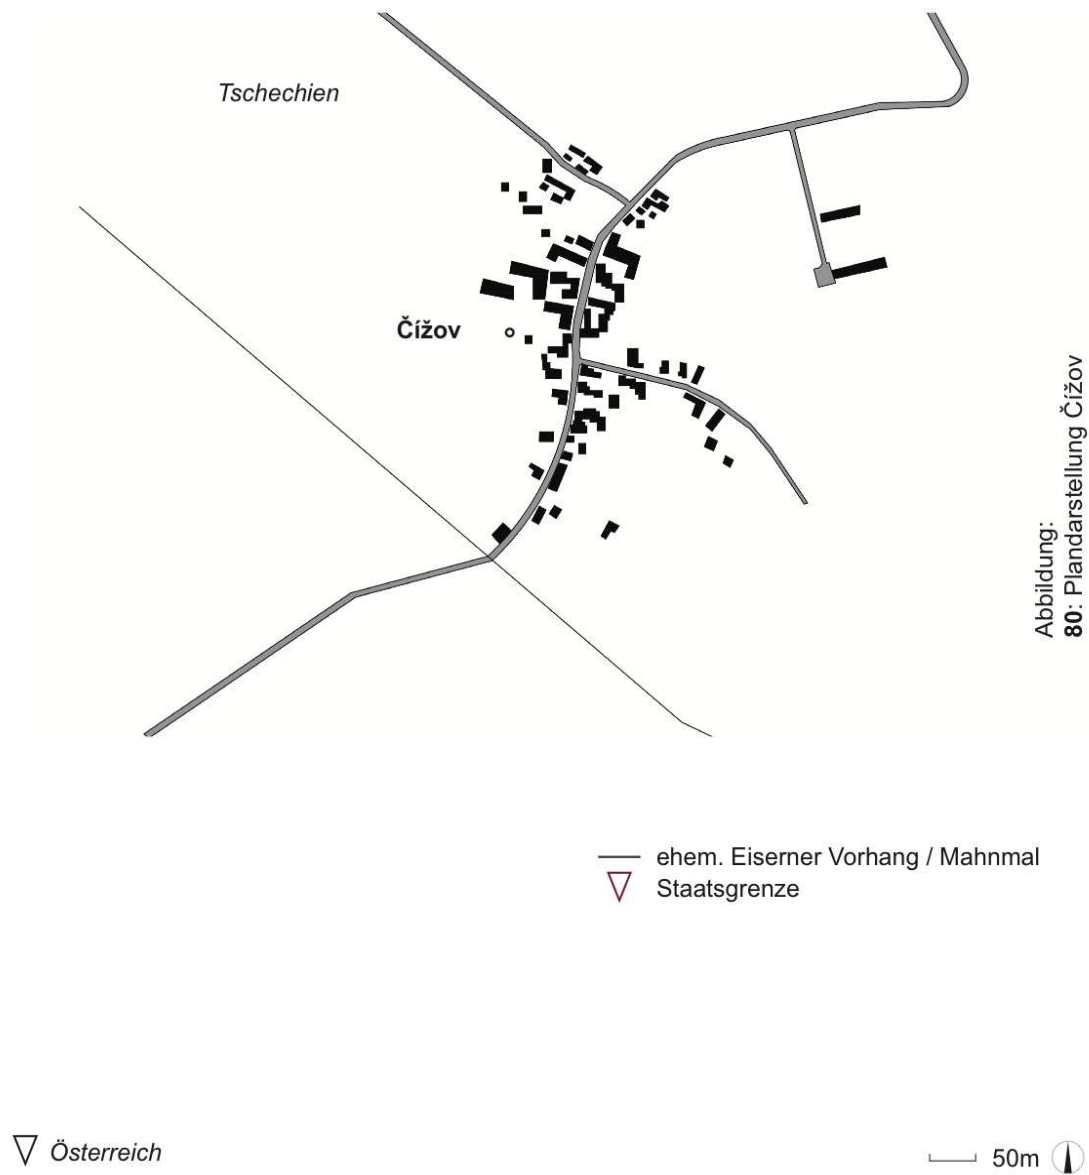 Tschechien
Čížov
Abbildung:
80: Plandarstellung Čížov
ehem. Eiserner Vorhang / Mahnmal
Staatsgrenze
Österreich
50m